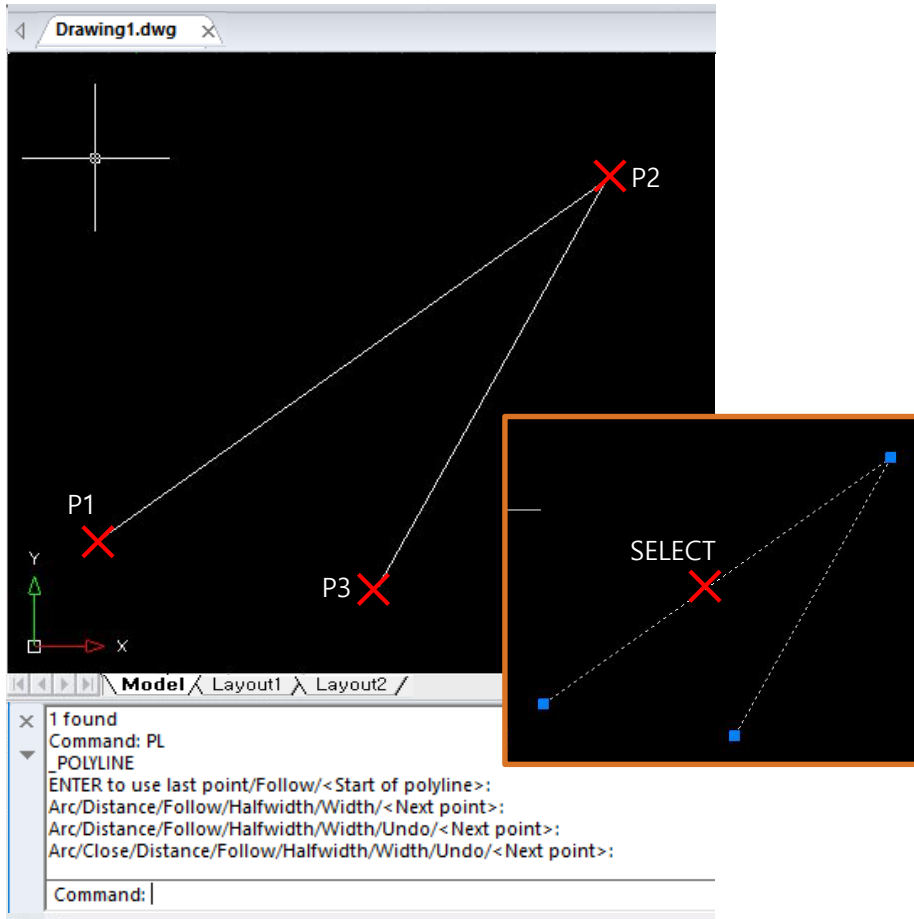 Drawing1.dwg
P2
P1
P3
Y
X
SELECT
Model
Layout1
Layout2
1 found
Command: PL
_POLYLINE
ENTER to use last point/Follow/<Start of polyline>:
Arc/Distance/Follow/Halfwidth/Width/<Next point>:
Arc/Distance/Follow/Halfwidth/Width/Undo/<Next point>:
Arc/Close/Distance/Follow/Halfwidth/Width/Undo/<Next point>:
Command: